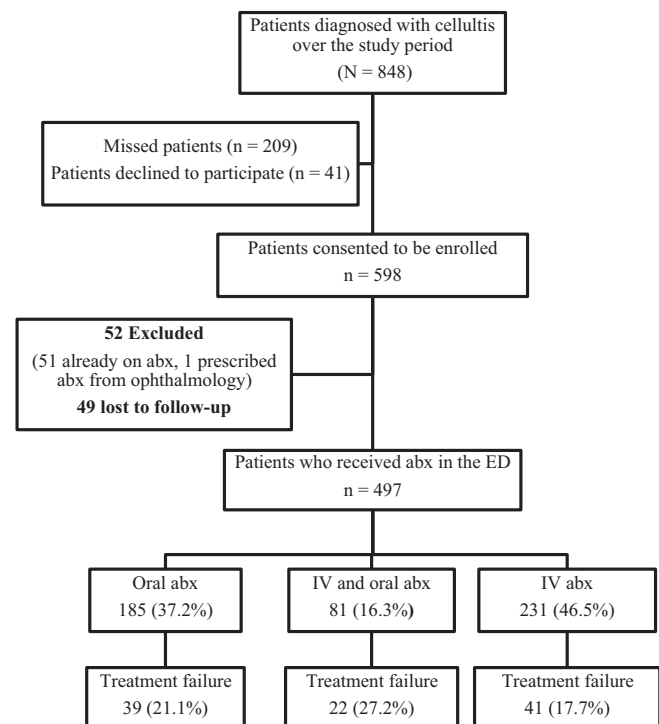 Patients diagnosed with cellultis
over the study period
(N = 848)
Missed patients (n = 209)
Patients declined to participate (n = 41)
Patients consented to be enrolled
n = 598
52 Excluded
(51 already on abx, 1 prescribed
abx from ophthalmology)
49 lost to follow-up
Patients who received abx in the ED
n = 497
Oral abx
185 (37.2%)
IV and oral abx
81 (16.3%)
IV abx
231 (46.5%)
Treatment failure
39 (21.1%)
Treatment failure
22 (27.2%)
Treatment failure
41 (17.7%)